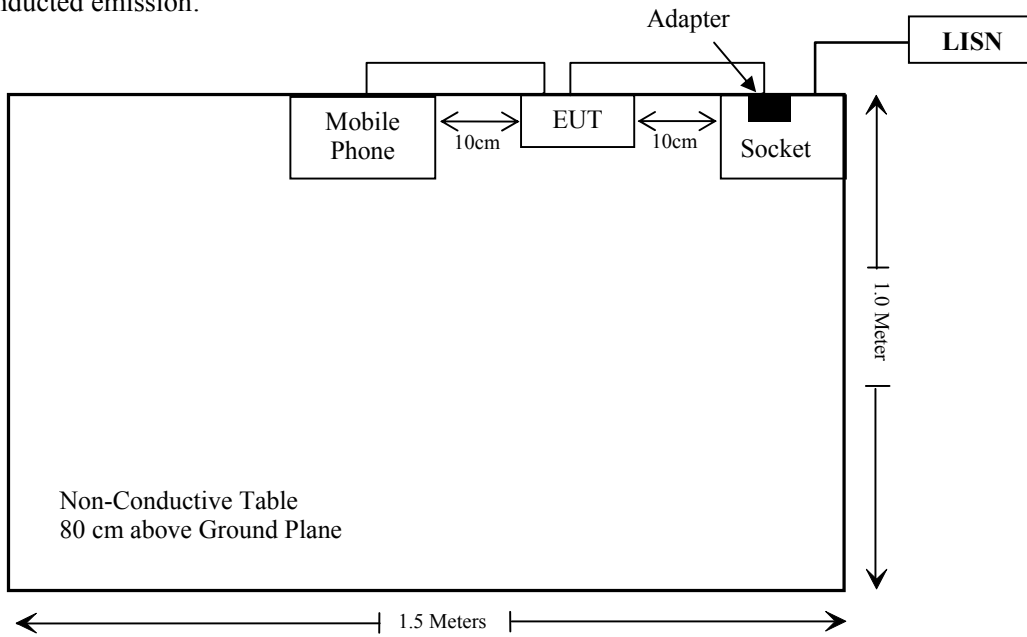 nducted emission.
Adapter
LISN
Mobile
Phone
10cm
EUT
10cm
Socket
1.0 Meter
Non-Conductive Table
80 cm above Ground Plane
1.5 Meters